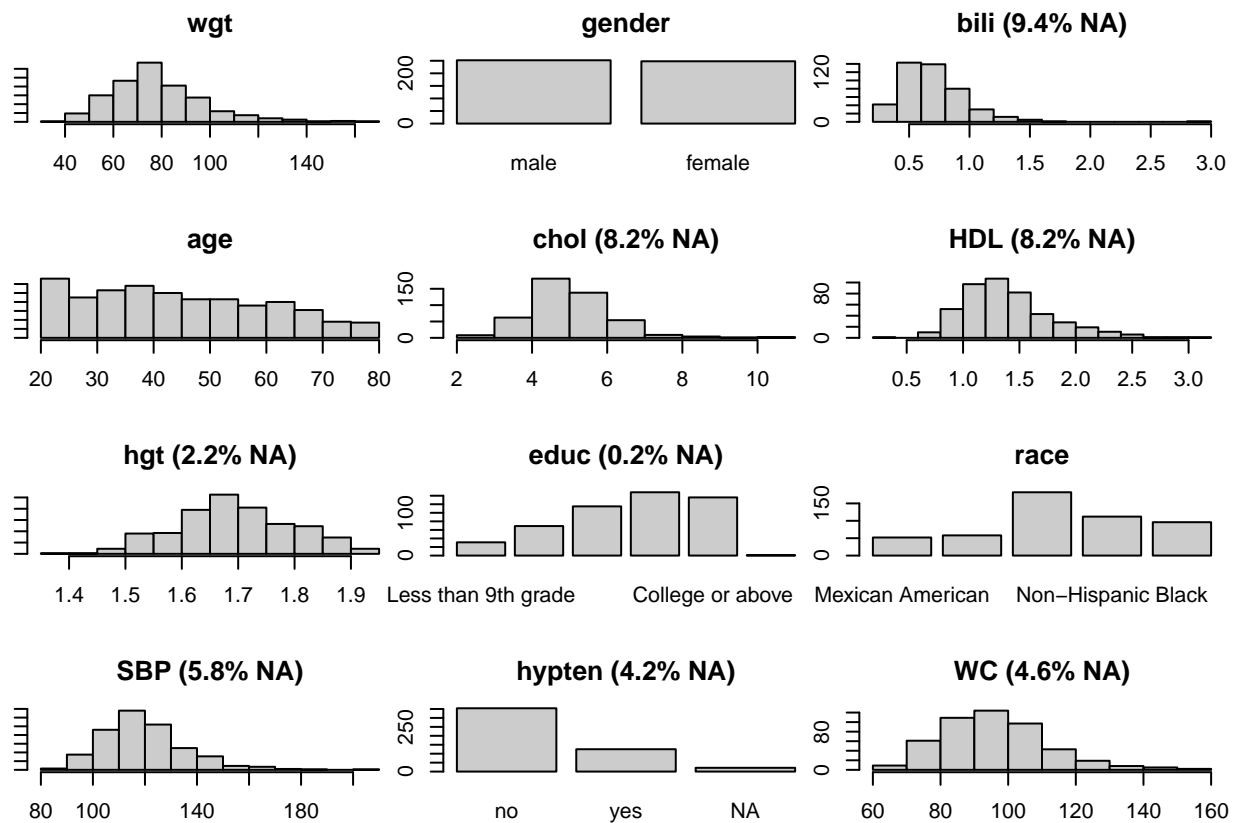 wgt
40 60 80 100 140
gender
0 200
male female
bili (9.4% NA)
0 120
0.5 1.0 1.5 2.0 2.5 3.0
age
20 30 40 50 60 70 80
chol (8.2% NA)
0 150
2 4 6 8 10
HDL (8.2% NA)
0 80
0.5 1.0 1.5 2.0 2.5 3.0
hgt (2.2% NA)
1.4 1.5 1.6 1.7 1.8 1.9
educ (0.2% NA)
0 100
Less than 9th grade College or above
race
0 150
Mexican American Non−Hispanic Black
SBP (5.8% NA)
80 100 140 180
hypten (4.2% NA)
0 250
no yes NA
WC (4.6% NA)
0 80
60 80 100 120 140 160